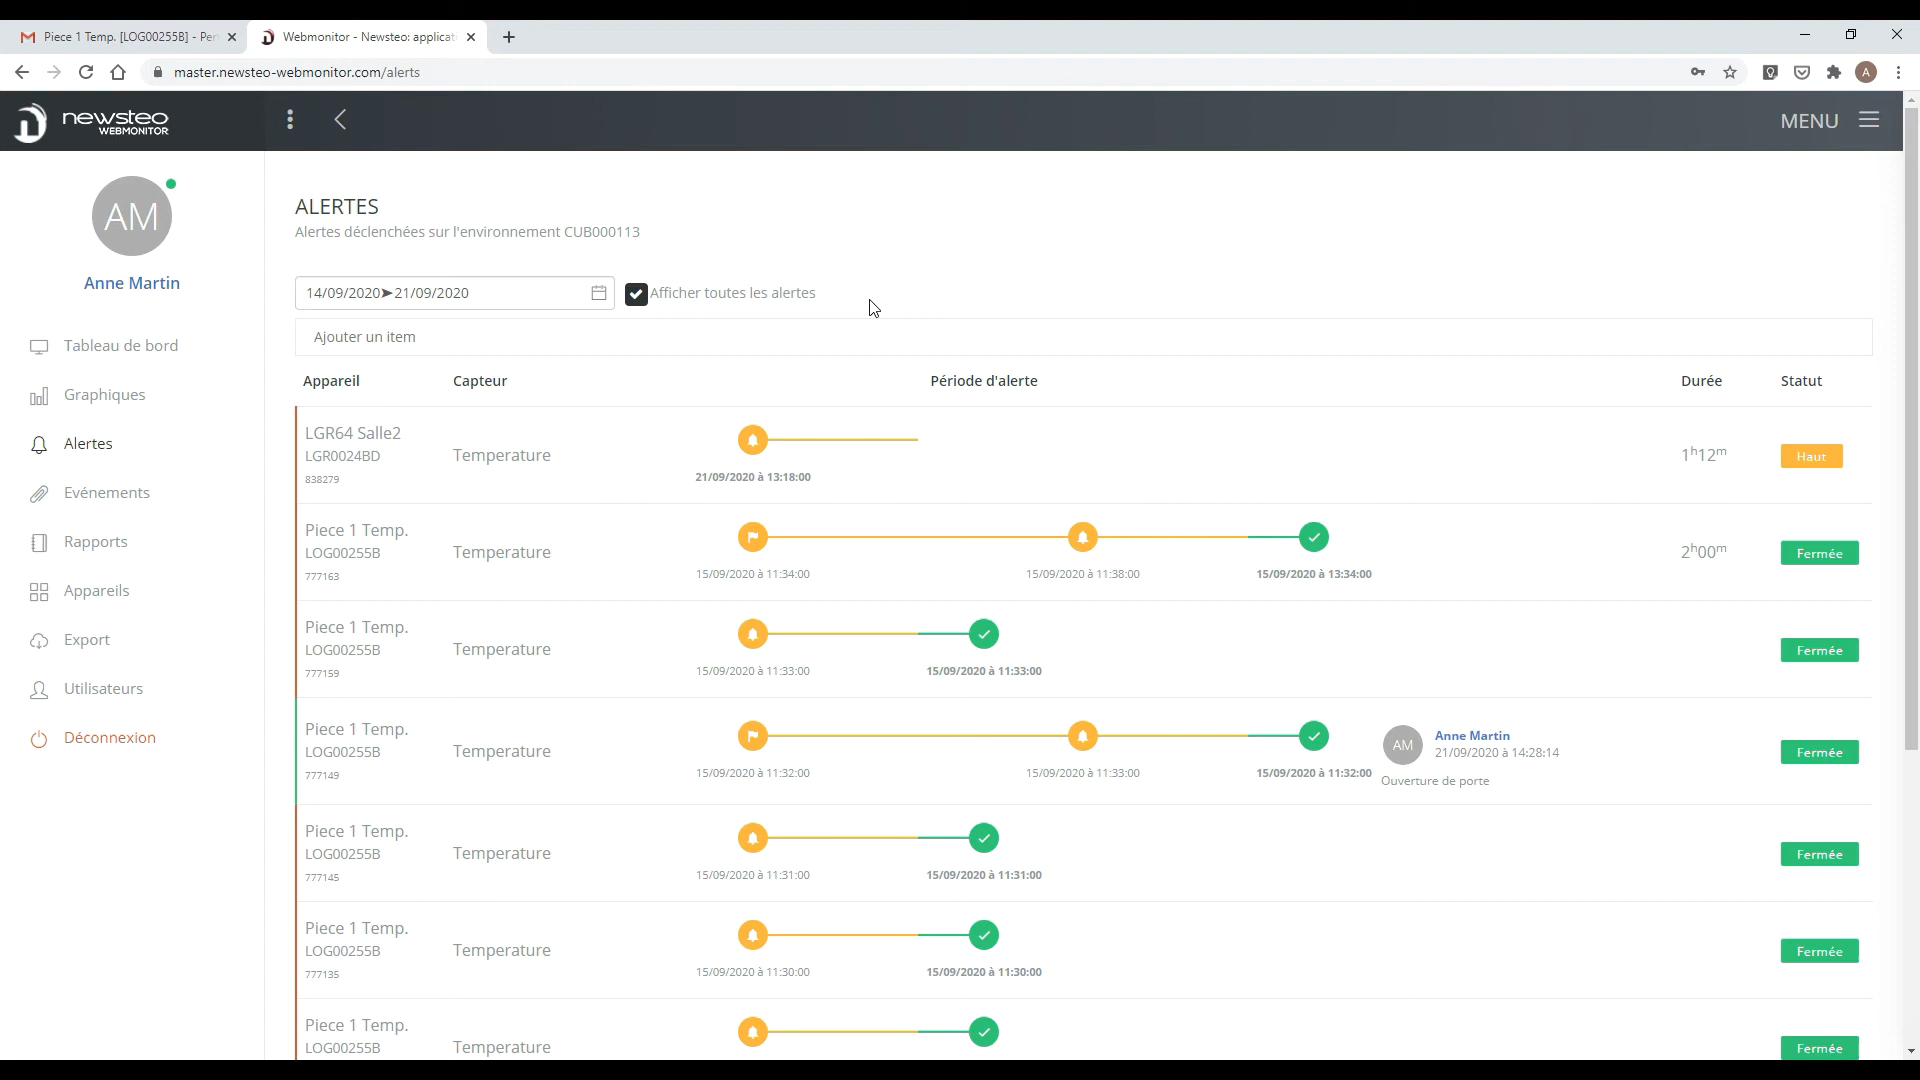 Piece 1 Temp. [LOG00255B] - Per
Webmonitor - Newsteo: applicat
master.newsteo-webmonitor.com/alerts
A
newsteo
WEBMONITOR
MENU
AM
Anne Martin
Tableau de bord
Graphiques
Alertes
Evénements
Rapports
Appareils
Export
Utilisateurs
Déconnexion
ALERTES
Alertes déclenchées sur l'environnement CUB000113
14/09/2020➤21/09/2020
Afficher toutes les alertes
Ajouter un item
Appareil Capteur Période d'alerte Durée Statut
LGR64 Salle2
LGR0024BD
838279
Temperature
21/09/2020 à 13:18:00
1h12m
Haut
Piece 1 Temp.
LOG00255B
777163
Temperature
15/09/2020 à 11:34:00 15/09/2020 à 11:38:00 15/09/2020 à 13:34:00
2h00m
Fermée
Piece 1 Temp.
LOG00255B
777159
Temperature
15/09/2020 à 11:33:00 15/09/2020 à 11:33:00
Fermée
Piece 1 Temp.
LOG00255B
777149
Temperature
15/09/2020 à 11:32:00 15/09/2020 à 11:33:00 15/09/2020 à 11:32:00
AM
Anne Martin
21/09/2020 à 14:28:14
Ouverture de porte
Fermée
Piece 1 Temp.
LOG00255B
777145
Temperature
15/09/2020 à 11:31:00 15/09/2020 à 11:31:00
Fermée
Piece 1 Temp.
LOG00255B
777135
Temperature
15/09/2020 à 11:30:00 15/09/2020 à 11:30:00
Fermée
Piece 1 Temp.
LOG00255B
Temperature
Fermée